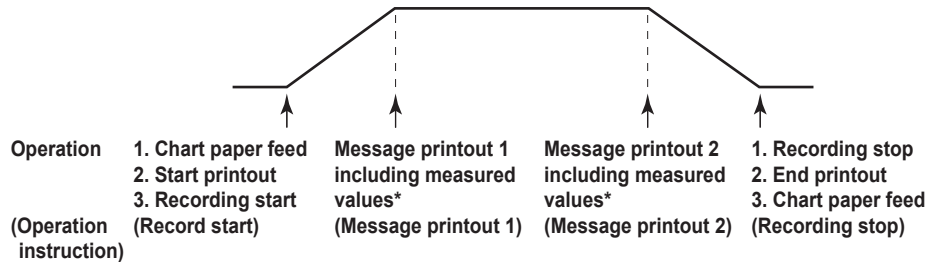 Operation 1. Chart paper feed Message printout 1 Message printout 2 1. Recording stop
2. Start printout including measured including measured 2. End printout
3. Recording start values* values* 3. Chart paper feed
(Operation (Record start) (Message printout 1) (Message printout 2) (Recording stop)
instruction)